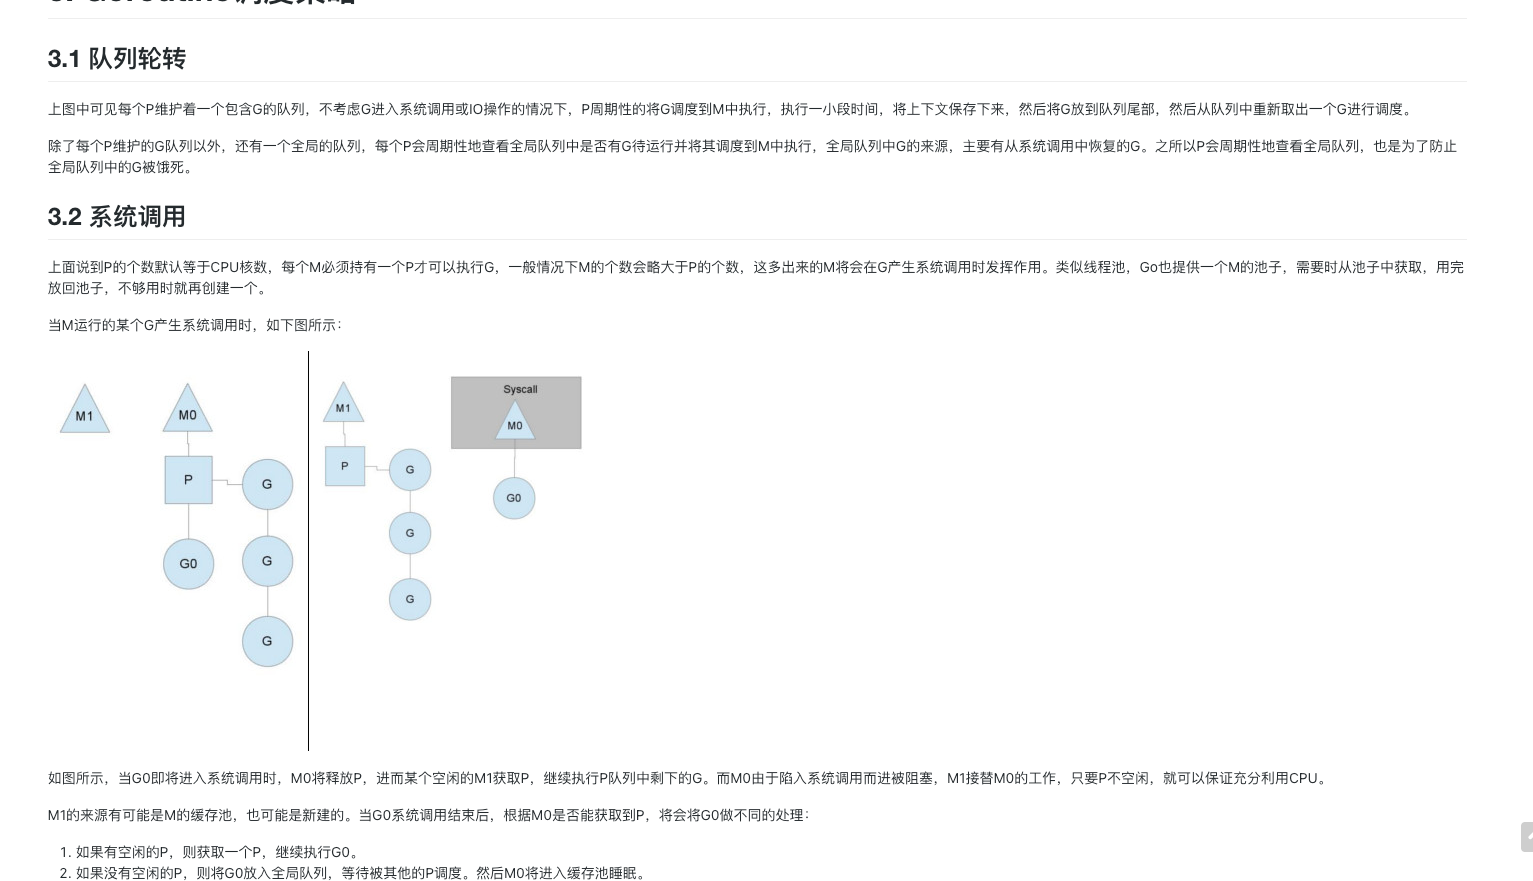 3.1 队列轮转
上图中可见每个P维护着一个包含G的队列，不考虑G进入系统调用或IO操作的情况下，P周期性的将G调度到M中执行，执行一小段时间，将上下文保存下来，然后将G放到队列尾部，然后从队列中重新取出一个G进行调度。
除了每个P维护的G队列以外，还有一个全局的队列，每个P会周期性地查看全局队列中是否有G待运行并将其调度到M中执行，全局队列中G的来源，主要有从系统调用中恢复的G。之所以P会周期性地查看全局队列，也是为了防止
全局队列中的G被饿死。
3.2 系统调用
上面说到P的个数默认等于CPU核数，每个M必须持有一个P才可以执行G，一般情况下M的个数会略大于P的个数，这多出来的M将会在G产生系统调用时发挥作用。类似线程池，Go也提供一个M的池子，需要时从池子中获取，用完
放回池子，不够用时就再创建一个。
当M运行的某个G产生系统调用时，如下图所示：
M1
M0
P
G
G0
G
G
M1
Syscall
M0
P
G
G0
G
G
如图所示，当G0即将进入系统调用时，M0将释放P，进而某个空闲的M1获取P，继续执行P队列中剩下的G。而M0由于陷入系统调用而进被阻塞，M1接替M0的工作，只要P不空闲，就可以保证充分利用CPU。
M1的来源有可能是M的缓存池，也可能是新建的。当G0系统调用结束后，根据M0是否能获取到P，将会将G0做不同的处理：
1. 如果有空闲的P，则获取一个P，继续执行G0。
2. 如果没有空闲的P，则将G0放入全局队列，等待被其他的P调度。然后M0将进入缓存池睡眠。